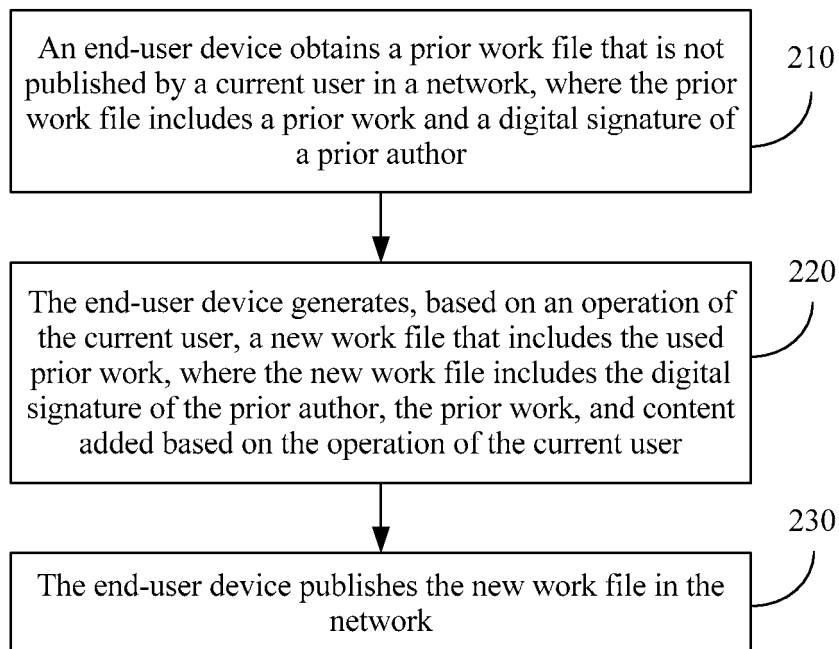 An end-user device obtains a prior work file that is not
published by a current user in a network, where the prior
work file includes a prior work and a digital signature of
a prior author
210
The end-user device generates, based on an operation of
the current user, a new work file that includes the used
prior work, where the new work file includes the digital
signature of the prior author, the prior work, and content
added based on the operation of the current user
220
The end-user device publishes the new work file in the
network
230